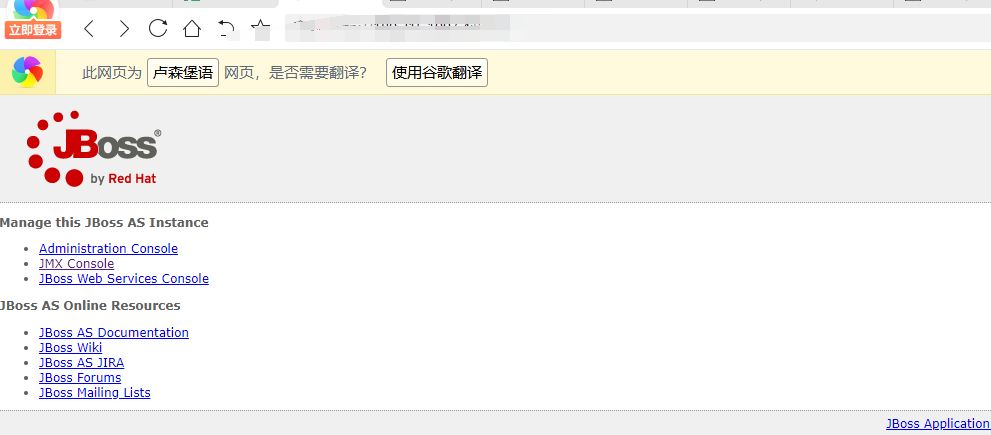 立即登录
此网页为 卢森堡语 网页，是否需要翻译？ 使用谷歌翻译
JBoss®
by Red Hat
Manage this JBoss AS Instance
Administration Console
JMX Console
JBoss Web Services Console
JBoss AS Online Resources
JBoss AS Documentation
JBoss Wiki
JBoss AS JIRA
JBoss Forums
JBoss Mailing Lists
JBoss Application